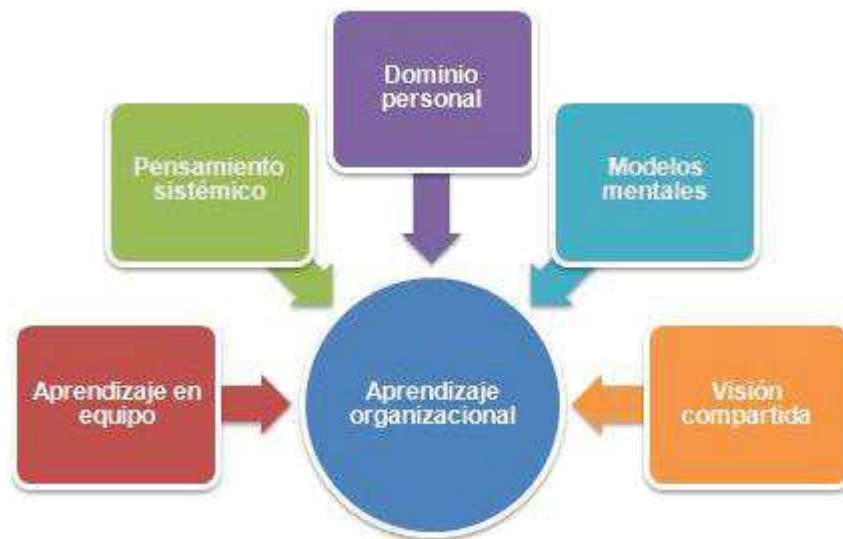 Dominio
personal
Pensamiento
sistémico
Modelos
mentales
Aprendizaje en
equipo
Aprendizaje
organizacional
Visión
compartida